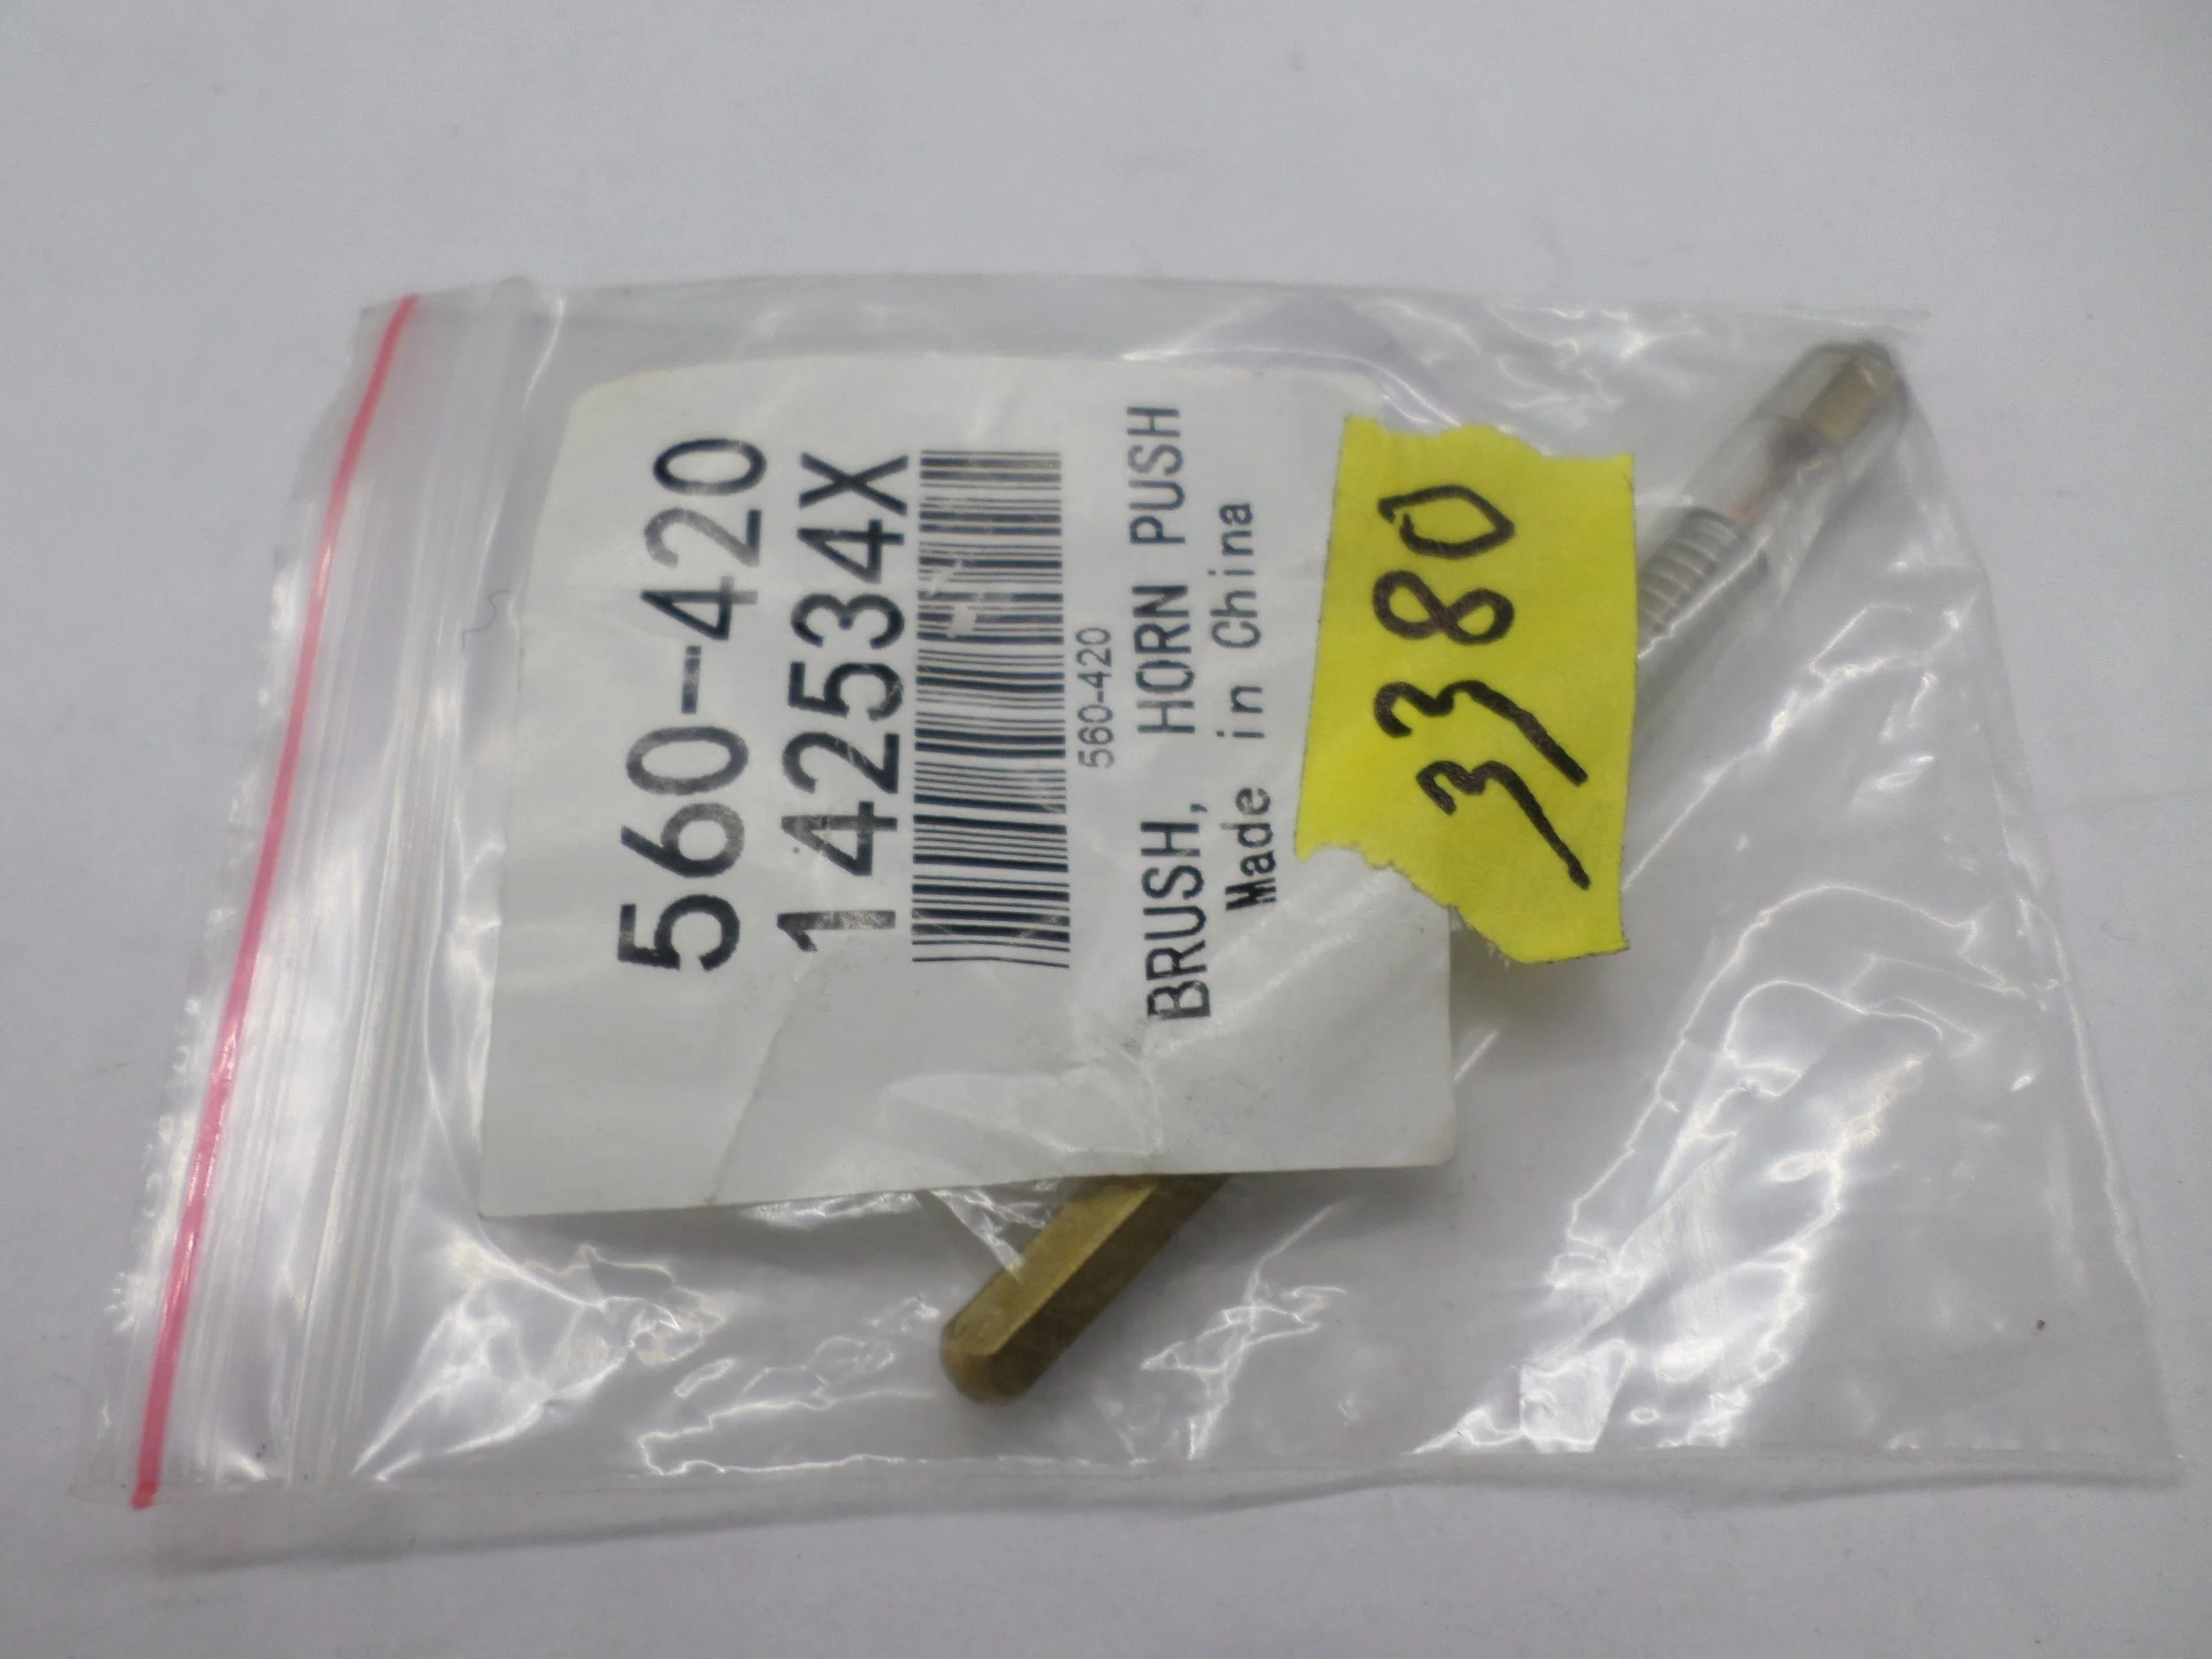 560-420
142534X
560-420
BRUSH, HORN PUSH
Made in China
3380